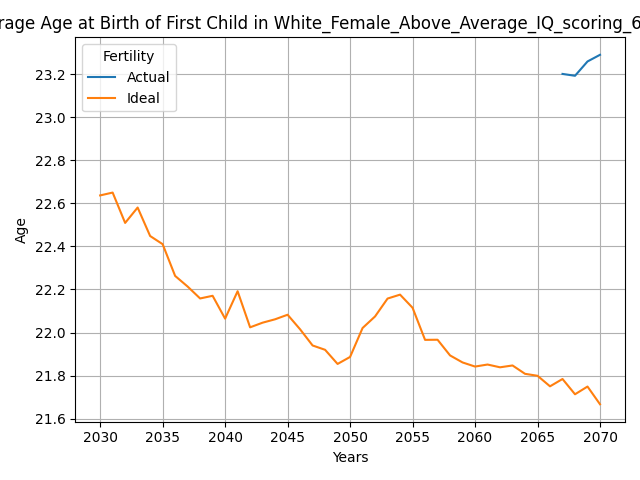 Average Age at Birth of First Child in White_Female_Above_Average_IQ_scoring_6
Fertility
Actual
Ideal
23.2
23.0
22.8
22.6
22.4
22.2
22.0
21.8
21.6
Age
2030 2035 2040 2045 2050 2055 2060 2065 2070
Years